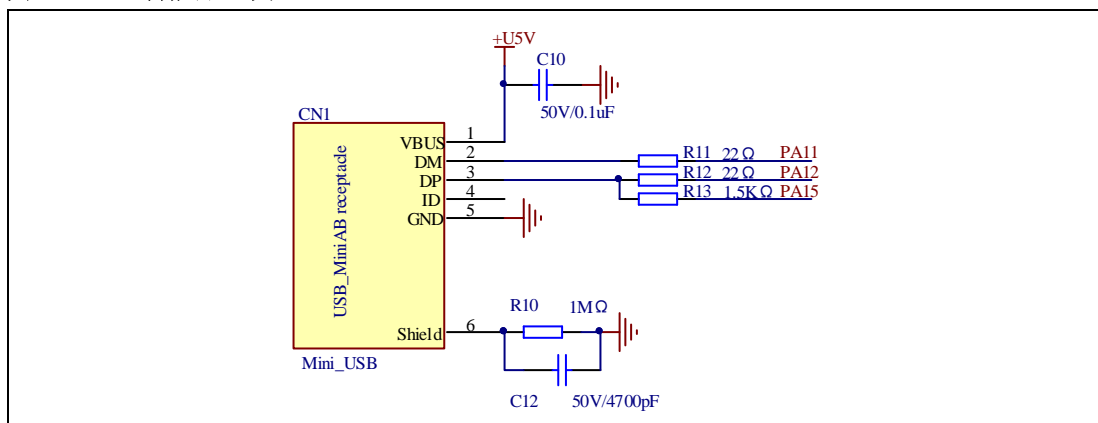 +U5V
C10
50V/0.1uF
CN1
USB_MiniAB receptacle
VBUS 1
DM 2
DP 3
ID 4
GND 5
R11 22Ω PA11
R12 22Ω PA12
R13 1.5KΩ PA15
R10 1MΩ
Shield 6
Mini_USB
C12 50V/4700pF